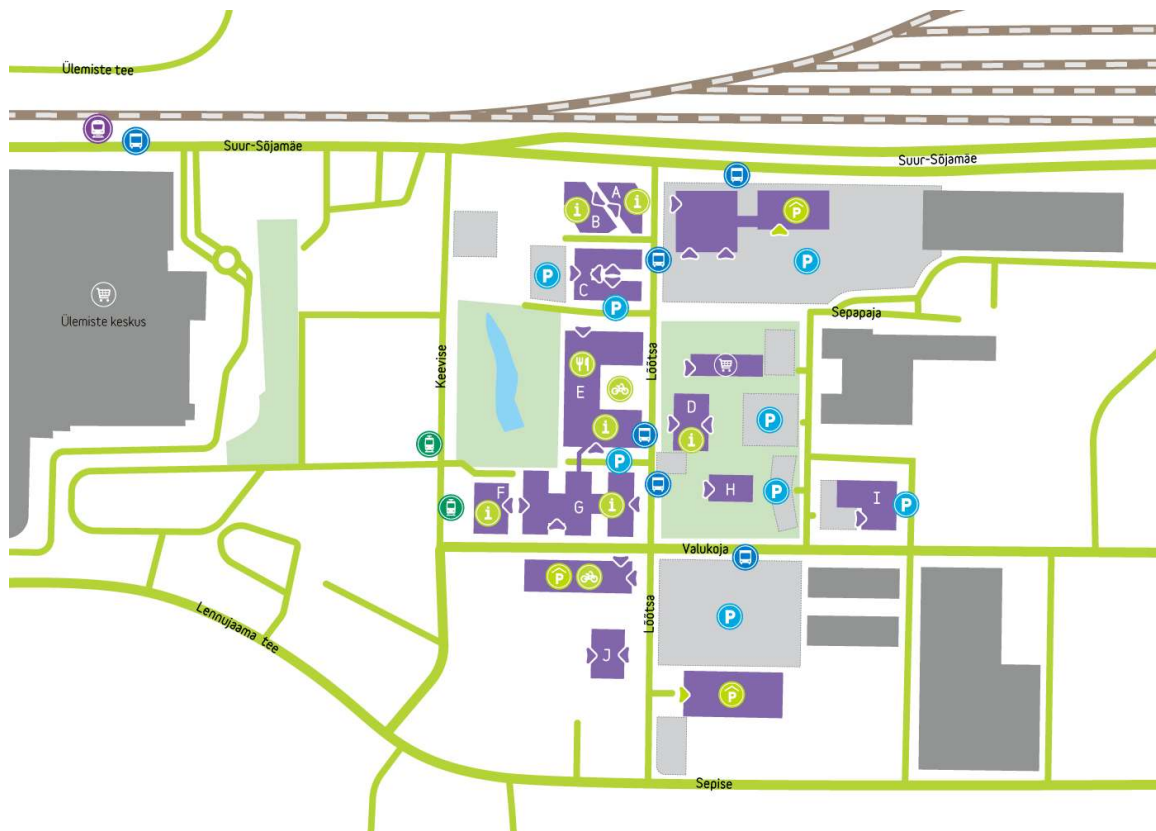 Ülemiste tee
Suur-Sõjamäe
Suur-Sõjamäe
P
A
i
i
B
P
P
C
P
Ülemiste keskus
Sepapaja
Keevise
Lõõtsa
E
D
P
i
i
P
F
i
G
i
H
P
I
P
Valukoja
P
Lõõtsa
Lennujaama tee
P
J
P
Sepise